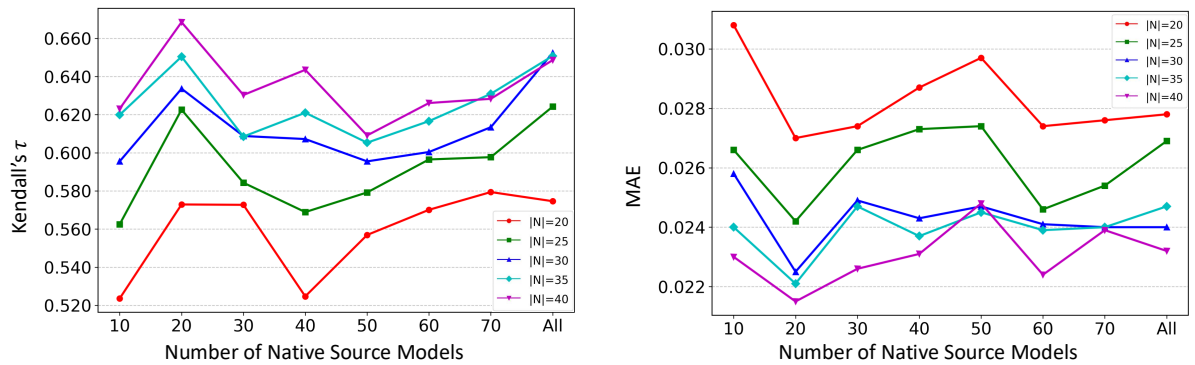 Kendall's τ
0.660
0.640
0.620
0.600
0.580
0.560
0.540
0.520
|N|=20
|N|=25
|N|=30
|N|=35
|N|=40
10 20 30 40 50 60 70 All
Number of Native Source Models
MAE
0.030
0.028
0.026
0.024
0.022
|N|=20
|N|=25
|N|=30
|N|=35
|N|=40
10 20 30 40 50 60 70 All
Number of Native Source Models